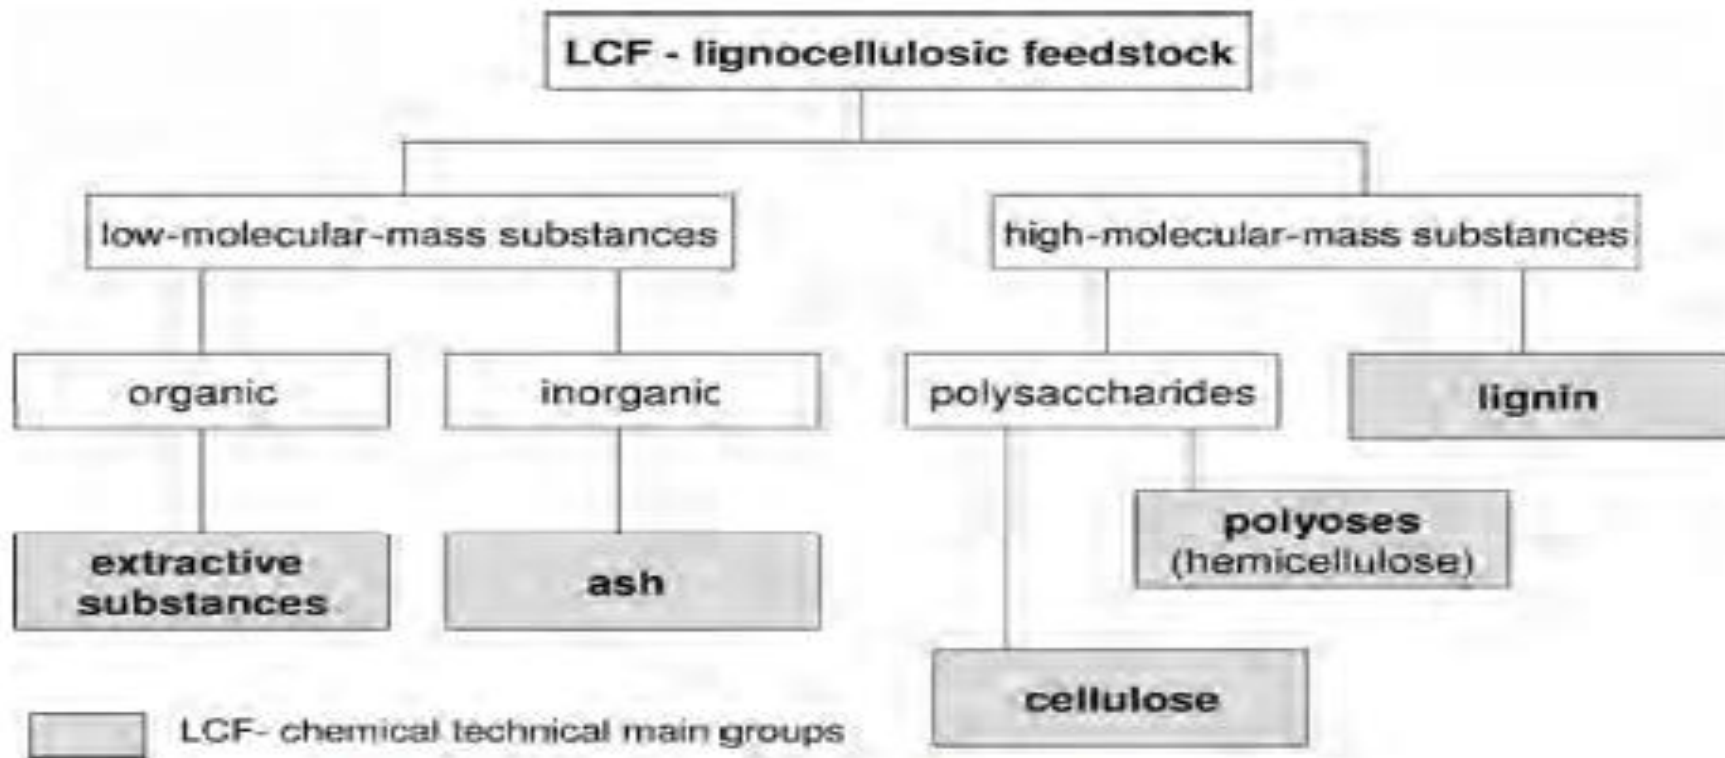 LCF - lignocellulosic feedstock
low-molecular-mass substances
high-molecular-mass substances
organic
inorganic
polysaccharides
lignin
extractive
substances
ash
polyoses
(hemicellulose)
cellulose
LCF- chemical technical main groups